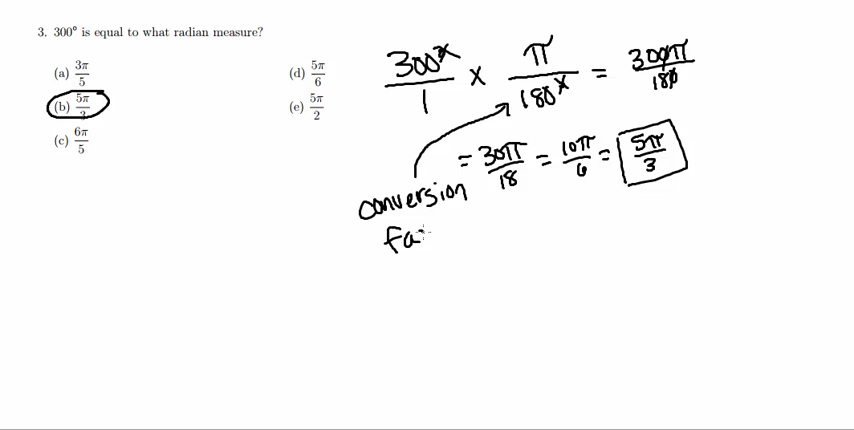 3. 300° is equal to what radian measure?
(a) 3π/5
(b) 5π/3
(c) 6π/5
(d) 5π/6
(e) 5π/2
300°/1 × π/180° = 300π/180
= 30π/18 = 10π/6 = 5π/3
conversion
fa